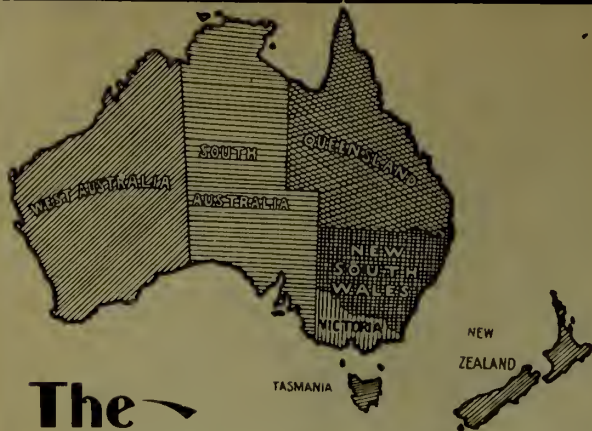 SOUTH
QUEENSLAND
WEST AUSTRALIA
AUSTRALIA
NEW
SOUTH
WALES
VICTORIA
NEW
ZEALAND
TASMANIA
The